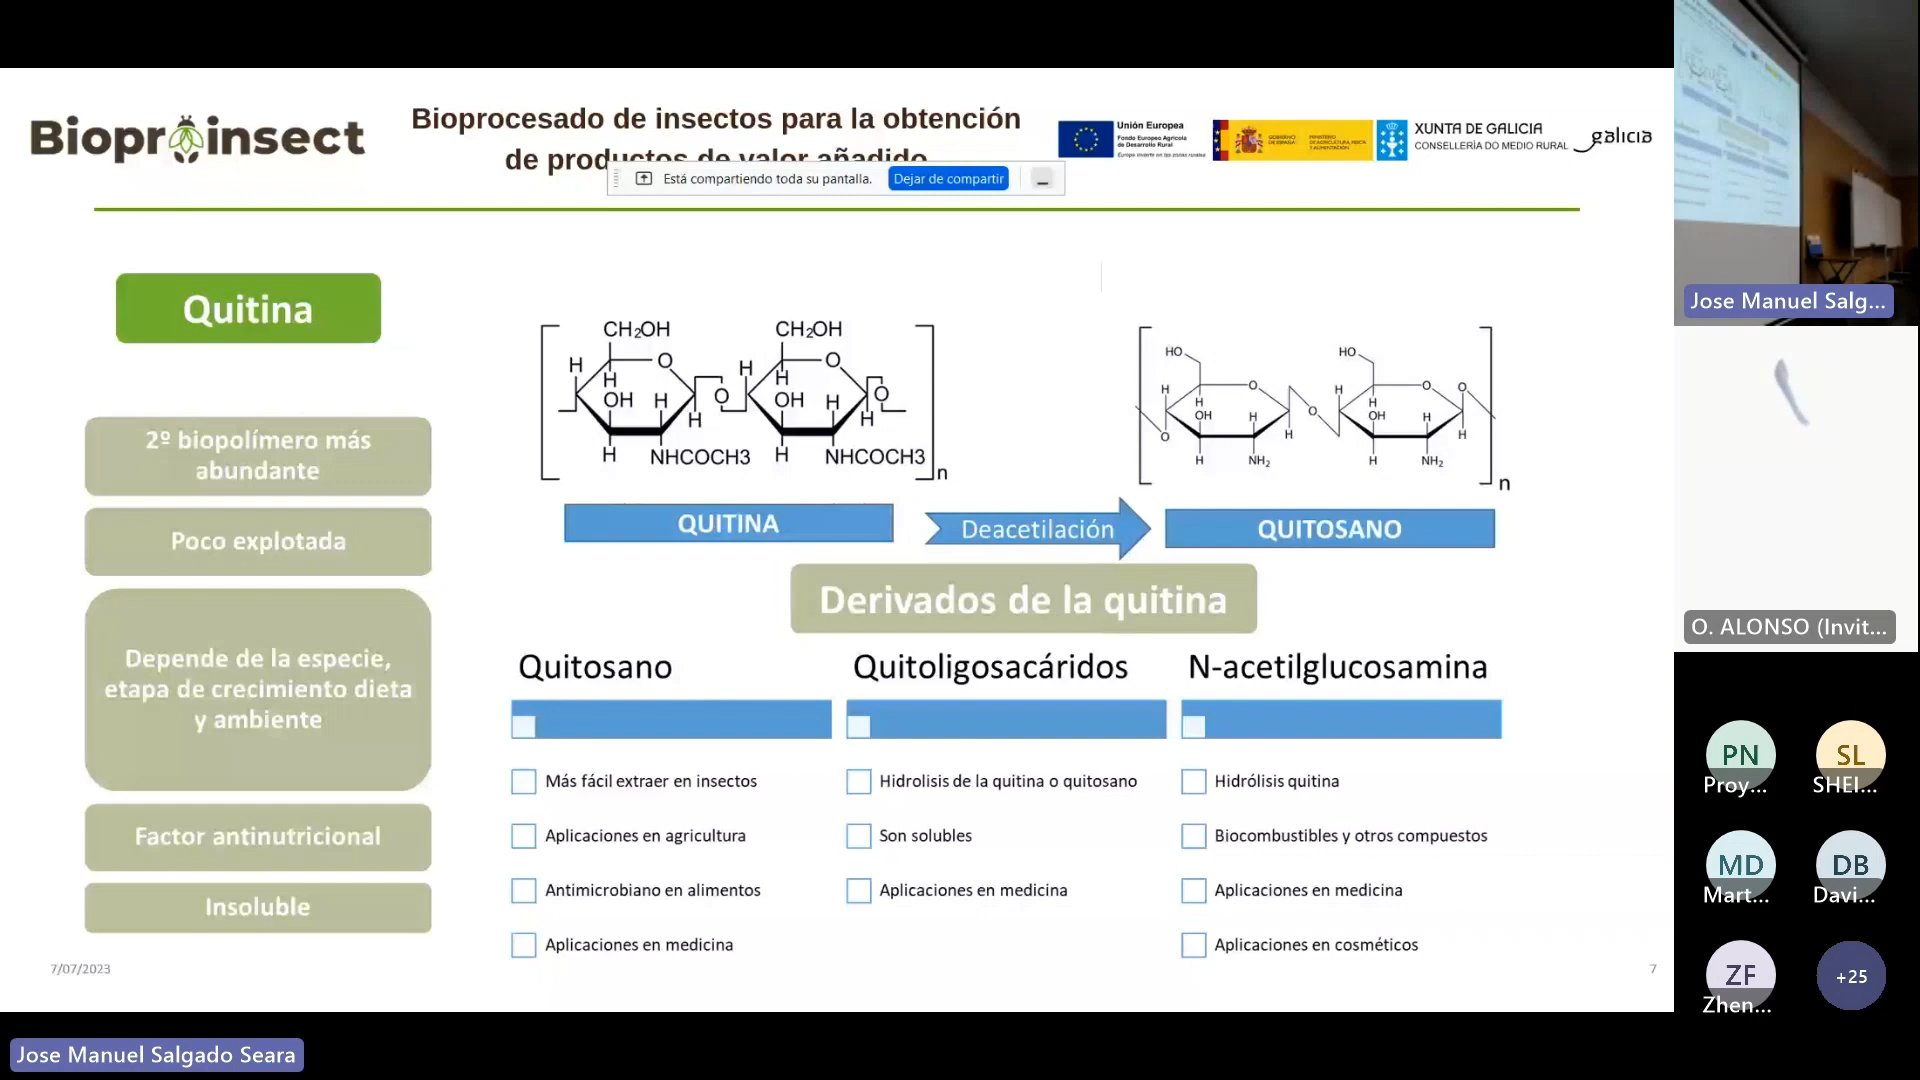 Bioproinsect
Bioprocesado de insectos para la obtención
de productos de valor añadido
Unión Europea
Fondo Europeo Agrícola
de Desarrollo Rural
Europa invierte en las zonas rurales
GOBIERNO
DE ESPAÑA
MINISTERIO
DE AGRICULTURA, PESCA
Y ALIMENTACIÓN
XUNTA DE GALICIA
CONSELLERÍA DO MEDIO RURAL
galicia
Está compartiendo toda su pantalla.
Dejar de compartir
Quitina
2º biopolímero más
abundante
Poco explotada
Depende de la especie,
etapa de crecimiento dieta
y ambiente
Factor antinutricional
Insoluble
CH₂OH
CH₂OH
H
O
H
OH
H
H
O
H
H
O
H
OH
H
H
O
H
NHCOCH3
H
NHCOCH3
n
HO
HO
H
O
H
OH
H
H
O
O
H
O
H
OH
H
H
O
H
NH₂
H
NH₂
n
QUITINA
Deacetilación
QUITOSANO
Derivados de la quitina
Quitosano
Más fácil extraer en insectos
Aplicaciones en agricultura
Antimicrobiano en alimentos
Aplicaciones en medicina
Quitoligosacáridos
Hidrolisis de la quitina o quitosano
Son solubles
Aplicaciones en medicina
N-acetilglucosamina
Hidrólisis quitina
Biocombustibles y otros compuestos
Aplicaciones en medicina
Aplicaciones en cosméticos
7/07/2023
7
Jose Manuel Salg...
O. ALONSO (Invit...
PN
Proy...
SL
SHEI...
MD
Mart...
DB
Davi...
ZF
Zhen...
+25
Jose Manuel Salgado Seara